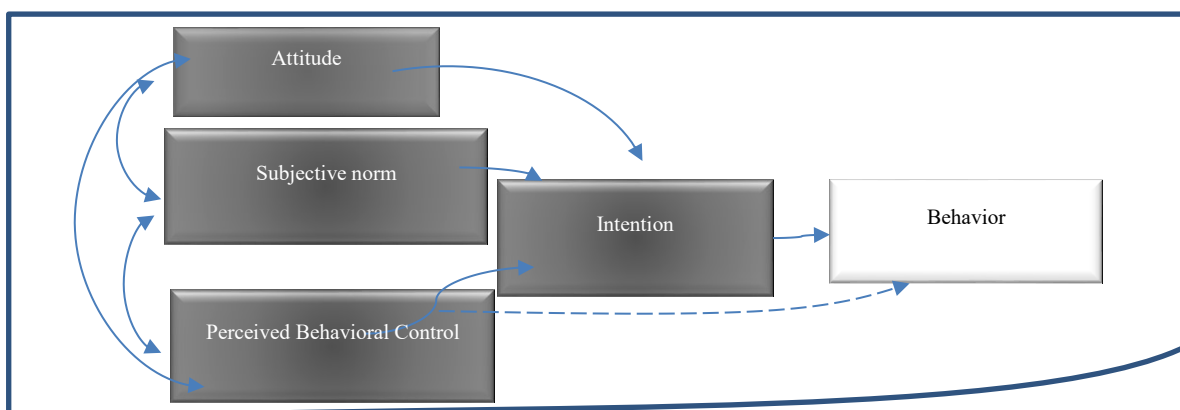 Attitude
Subjective norm
Intention
Behavior
Perceived Behavioral Control